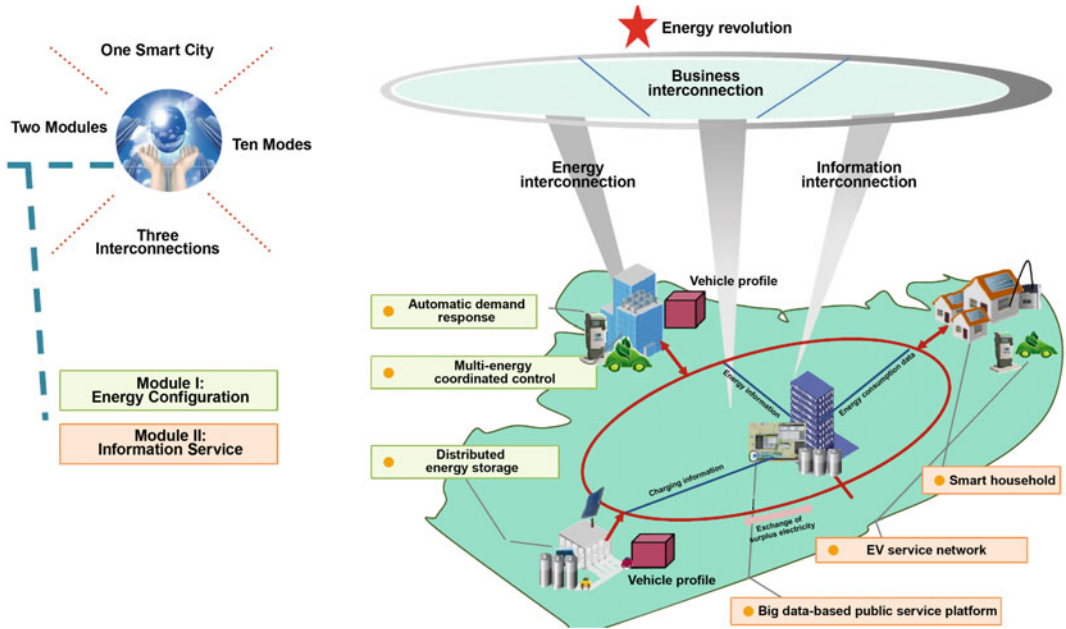 One Smart City
Two Modules
Ten Modes
Three
Interconnections
Module I:
Energy Configuration
Module II:
Information Service
Energy revolution
Business
interconnection
Energy
interconnection
Information
interconnection
Vehicle profile
Automatic demand
response
Multi-energy
coordinated control
Distributed
energy storage
Energy information
Energy consumption data
Charging information
Exchange of
surplus electricity
Vehicle profile
Smart household
EV service network
Big data-based public service platform